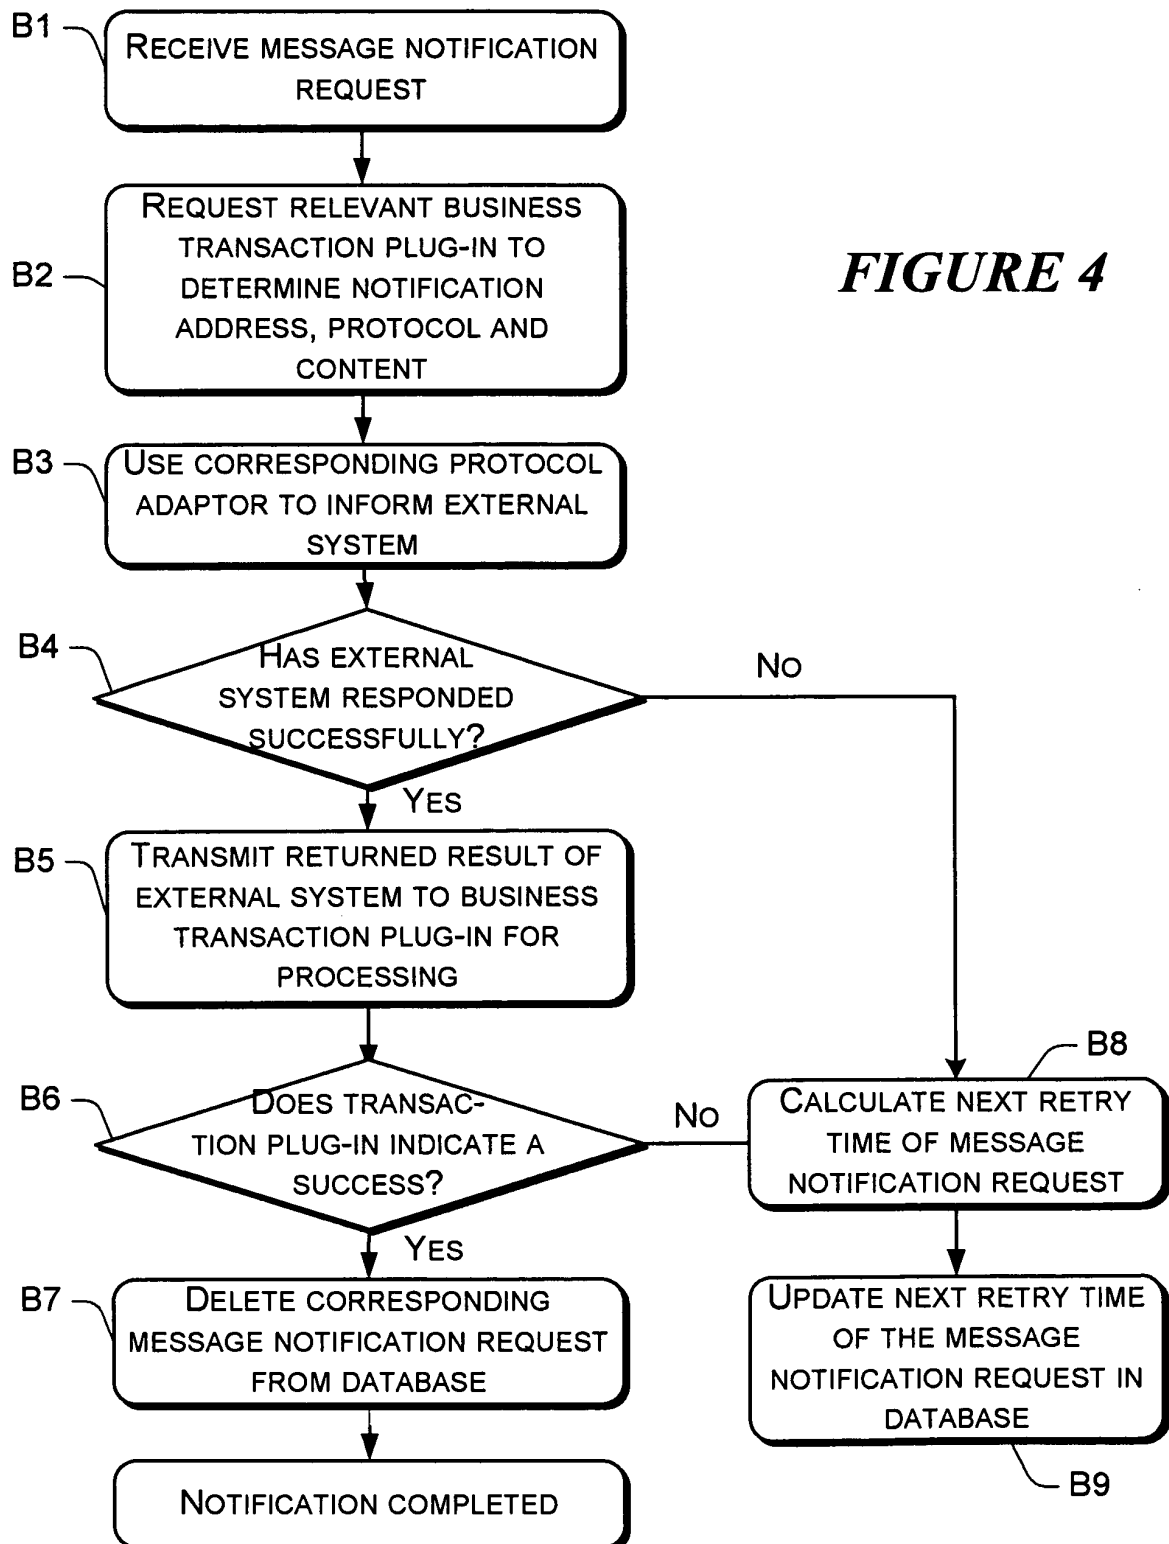 B1
RECEIVE MESSAGE NOTIFICATION
REQUEST
B2
REQUEST RELEVANT BUSINESS
TRANSACTION PLUG-IN TO
DETERMINE NOTIFICATION
ADDRESS, PROTOCOL AND
CONTENT
FIGURE 4
B3
USE CORRESPONDING PROTOCOL
ADAPTOR TO INFORM EXTERNAL
SYSTEM
B4
HAS EXTERNAL
SYSTEM RESPONDED
SUCCESSFULLY?
NO
YES
B5
TRANSMIT RETURNED RESULT OF
EXTERNAL SYSTEM TO BUSINESS
TRANSACTION PLUG-IN FOR
PROCESSING
B6
DOES TRANSAC-
TION PLUG-IN INDICATE A
SUCCESS?
NO
YES
B8
CALCULATE NEXT RETRY
TIME OF MESSAGE
NOTIFICATION REQUEST
B7
DELETE CORRESPONDING
MESSAGE NOTIFICATION REQUEST
FROM DATABASE
UPDATE NEXT RETRY TIME
OF THE MESSAGE
NOTIFICATION REQUEST IN
DATABASE
B9
NOTIFICATION COMPLETED